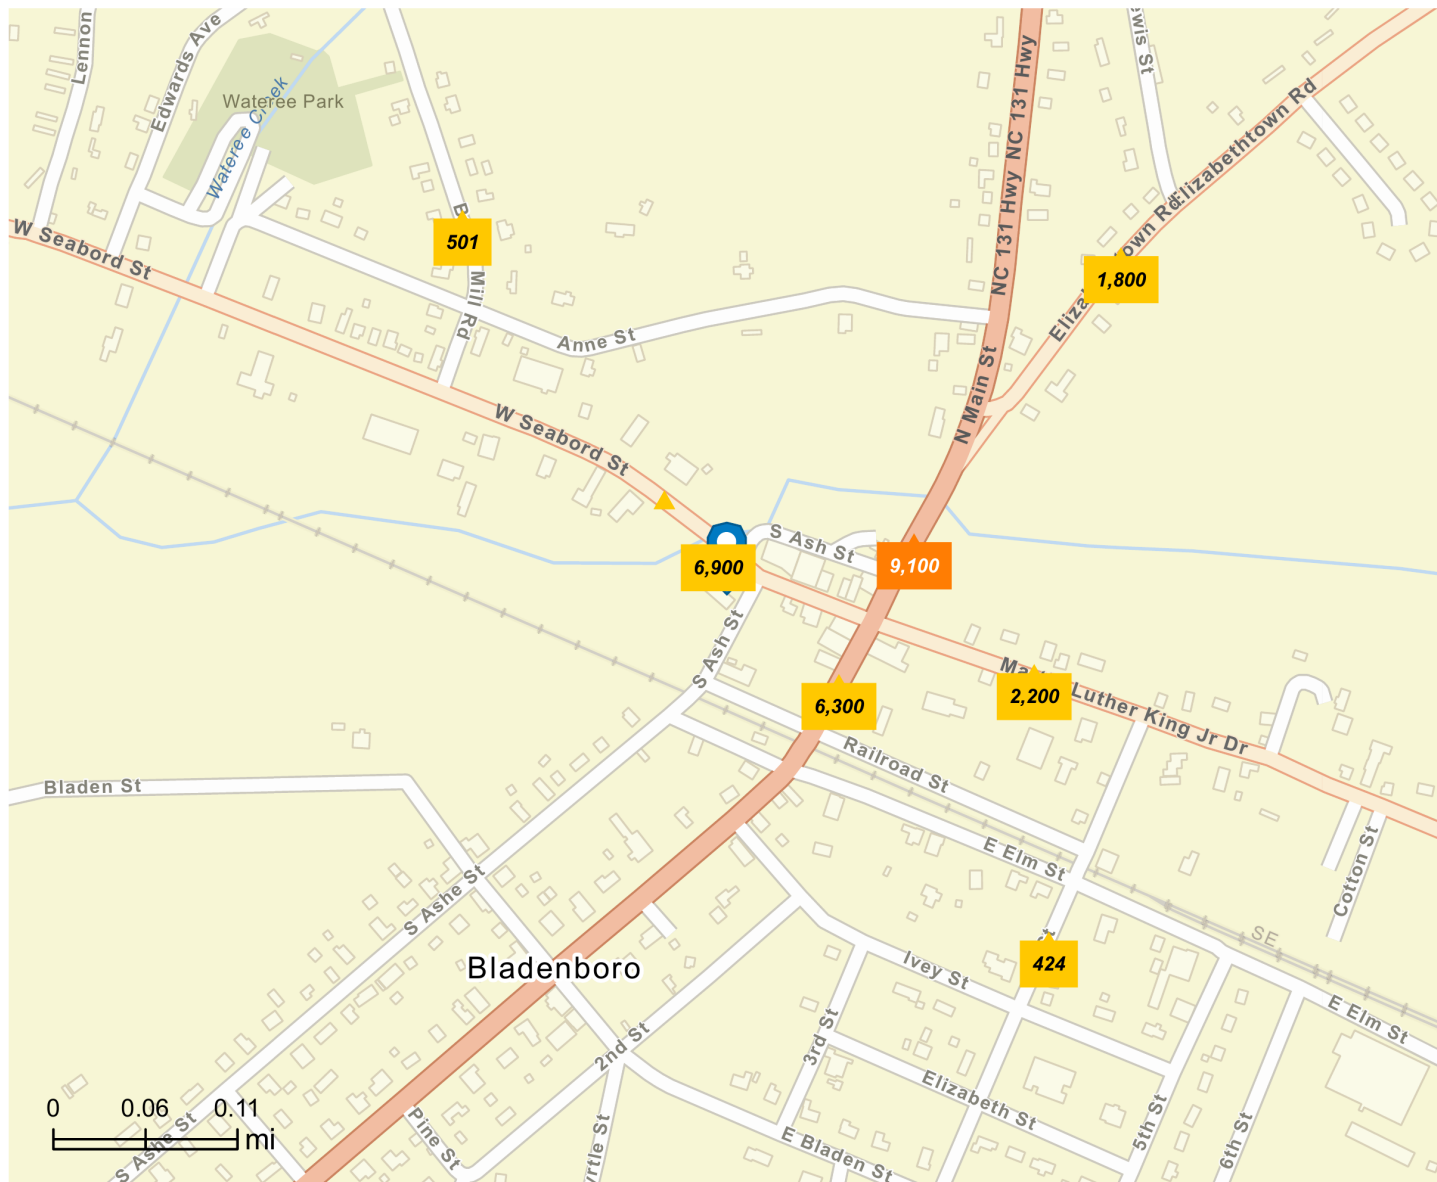 Lennon
Edwards Ave
Wateree Park
Wateree Creek
NC 131 Hwy NC 131 Hwy
Elizabethtown Rd
W Seabord St
501
Mill Rd
1,800
Anne St
N Main St
W Seabord St
S Ash St
6,900
9,100
S Ash St
2,200
Luther King Jr Dr
6,300
Railroad St
Bladen St
E Elm St
Cotton St
S Ashe St
SE
424
Ivey St
Bladenboro
E Elm St
2nd St
3rd St
Elizabeth St
0 0.06 0.11
mi
S Ashe St
Pine St
5th St
6th St
E Bladen St